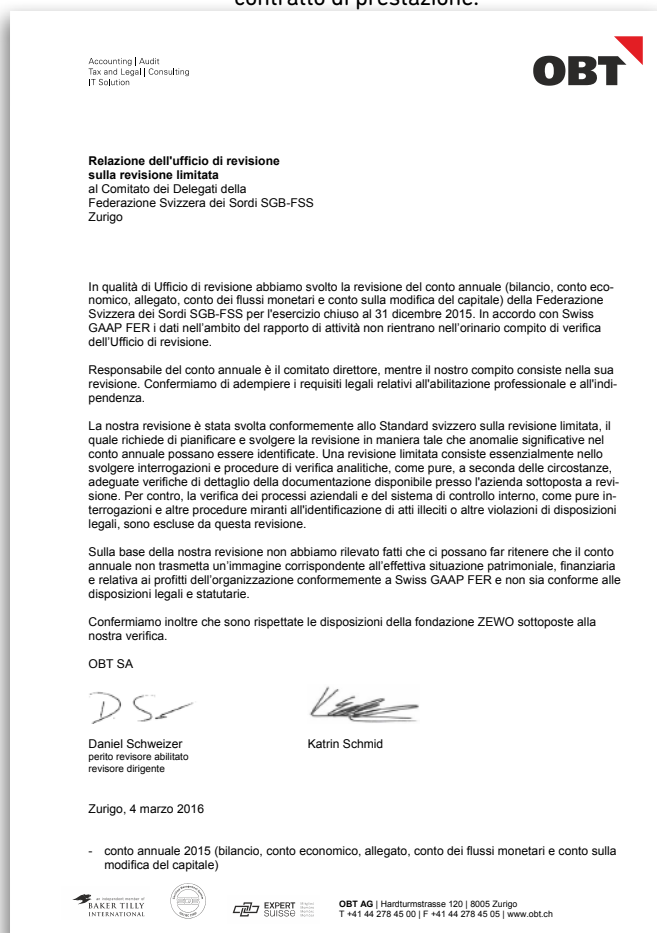 contratto di prestazione.
Accounting | Audit
Tax and Legal | Consulting
IT Solution
OBT
Relazione dell'ufficio di revisione
sulla revisione limitata
al Comitato dei Delegati della
Federazione Svizzera dei Sordi SGB-FSS
Zurigo
In qualità di Ufficio di revisione abbiamo svolto la revisione del conto annuale (bilancio, conto eco-
nomico, allegato, conto dei flussi monetari e conto sulla modifica del capitale) della Federazione
Svizzera dei Sordi SGB-FSS per l'esercizio chiuso al 31 dicembre 2015. In accordo con Swiss
GAAP FER i dati nell'ambito del rapporto di attività non rientrano nell'orinario compito di verifica
dell'Ufficio di revisione.
Responsabile del conto annuale è il comitato direttore, mentre il nostro compito consiste nella sua
revisione. Confermiamo di adempiere i requisiti legali relativi all'abilitazione professionale e all'indi-
pendenza.
La nostra revisione è stata svolta conformemente allo Standard svizzero sulla revisione limitata, il
quale richiede di pianificare e svolgere la revisione in maniera tale che anomalie significative nel
conto annuale possano essere identificate. Una revisione limitata consiste essenzialmente nello
svolgere interrogazioni e procedure di verifica analitiche, come pure, a seconda delle circostanze,
adeguate verifiche di dettaglio della documentazione disponibile presso l'azienda sottoposta a revi-
sione. Per contro, la verifica dei processi aziendali e del sistema di controllo interno, come pure in-
terrogazioni e altre procedure miranti all'identificazione di atti illeciti o altre violazioni di disposizioni
legali, sono escluse da questa revisione.
Sulla base della nostra revisione non abbiamo rilevato fatti che ci possano far ritenere che il conto
annuale non trasmetta un'immagine corrispondente all'effettiva situazione patrimoniale, finanziaria
e relativa ai profitti dell'organizzazione conformemente a Swiss GAAP FER e non sia conforme alle
disposizioni legali e statutarie.
Confermiamo inoltre che sono rispettate le disposizioni della fondazione ZEWO sottoposte alla
nostra verifica.
OBT SA
Daniel Schweizer Katrin Schmid
perito revisore abilitato
revisore dirigente
Zurigo, 4 marzo 2016
- conto annuale 2015 (bilancio, conto economico, allegato, conto dei flussi monetari e conto sulla
modifica del capitale)
an independent member of
BAKER TILLY
INTERNATIONAL
EXPERT
SUISSE
OBT AG | Hardturmstrasse 120 | 8005 Zurigo
T +41 44 278 45 00 | F +41 44 278 45 05 | www.obt.ch